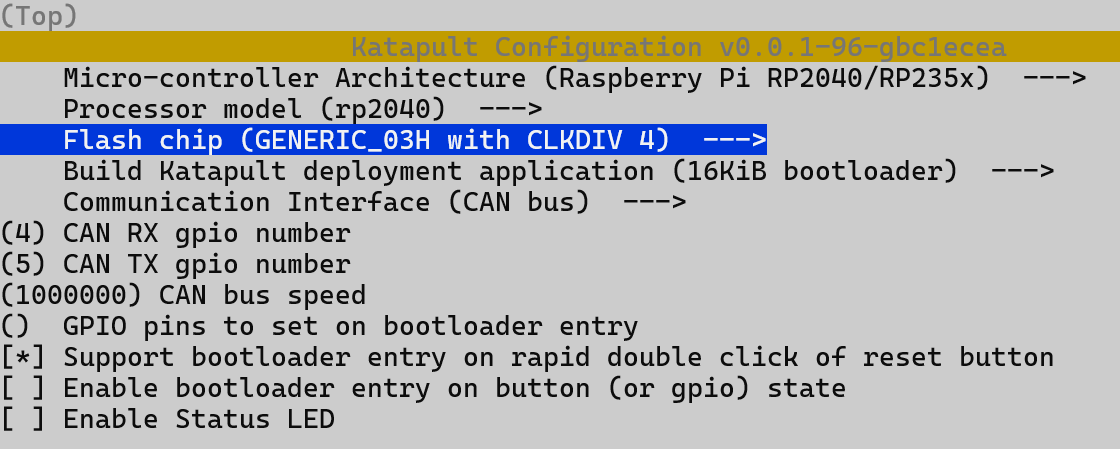 (Top)
Katapult Configuration v0.0.1-96-gbc1ecea
Micro-controller Architecture (Raspberry Pi RP2040/RP235x)  --->
Processor model (rp2040)  --->
Flash chip (GENERIC_03H with CLKDIV 4)  --->
Build Katapult deployment application (16KiB bootloader)  --->
Communication Interface (CAN bus)  --->
(4) CAN RX gpio number
(5) CAN TX gpio number
(1000000) CAN bus speed
()  GPIO pins to set on bootloader entry
[*] Support bootloader entry on rapid double click of reset button
[ ] Enable bootloader entry on button (or gpio) state
[ ] Enable Status LED